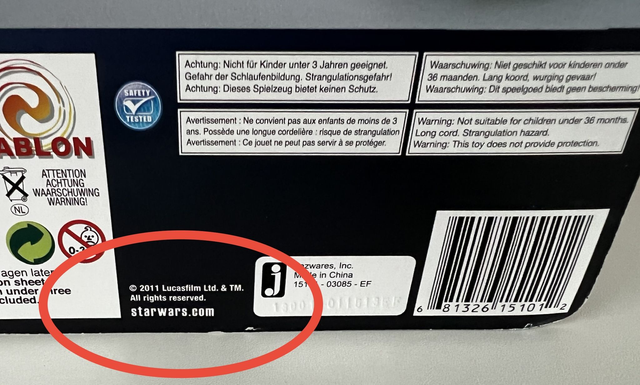 ABLON
ATTENTION
ACHTUNG
WAARSCHUWING
WARNING!
NL
0-3
agen later
on sheet
n under three
cluded.
SAFETY
TESTED
Achtung: Nicht für Kinder unter 3 Jahren geeignet.
Gefahr der Schlaufenbildung. Strangulationsgefahr!
Achtung: Dieses Spielzeug bietet keinen Schutz.
Waarschuwing: Niet geschikt voor kinderen onder
36 maanden. Lang koord, wurging gevaar!
Waarschuwing: Dit speelgoed biedt geen bescherming!
Avertissement : Ne convient pas aux enfants de moins de 3
ans. Possède une longue cordelière : risque de strangulation
Avertissement : Ce jouet ne peut pas servir à se protéger.
Warning: Not suitable for children under 36 months.
Long cord. Strangulation hazard.
Warning: This toy does not provide protection.
© 2011 Lucasfilm Ltd. & TM.
All rights reserved.
starwars.com
j
azwares, Inc.
Made in China
03085 - EF
6 81326 15101 2